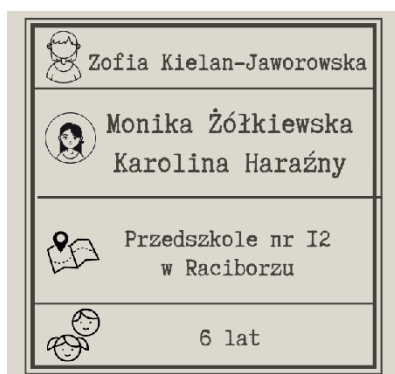 Zofia Kielan-Jaworowska
Monika Żółkiewska
Karolina Haraźny
Przedszkole nr I2
w Raciborzu
6 lat